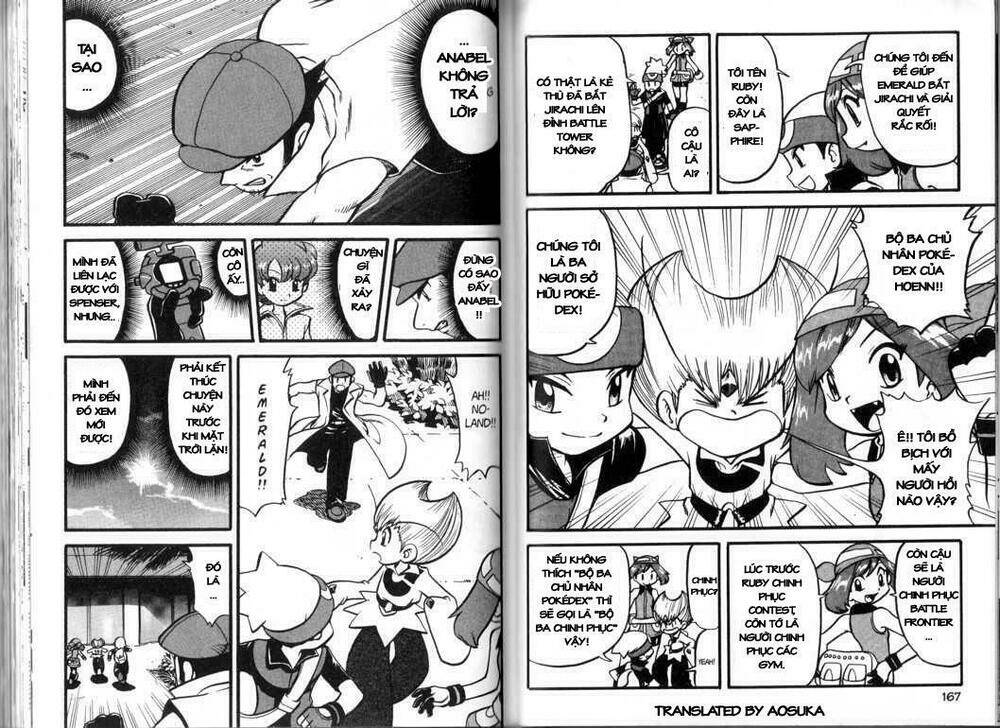 CHÚNG TÔI ĐẾN
ĐỂ GIÚP
EMERALD BẮT
JIRACHI VÀ GIẢI
QUYẾT
RẮC RỐI!
TÔI TÊN
RUBY!
CÒN
ĐÂY LÀ
SAP-
PHIRE!
CÔ
CẬU LÀ
AI?
CÓ THẬT LÀ KẺ
THÙ ĐÃ BẮT
JIRACHI LÊN
ĐỈNH BATTLE
TOWER
KHÔNG?
BỘ BA CHỦ
NHÂN POKÉ-
DEX CỦA
HOENN!!
CHÚNG TÔI
LÀ BA
NGƯỜI SỞ
HỮU POKÉ-
DEX!
Ê!! TÔI BỒ
BỊCH VỚI
MẤY
NGƯỜI HỒI
NÀO VẬY?
CÒN CẬU
SẼ LÀ
NGƯỜI
CHINH PHỤC
BATTLE
FRONTIER
...
LÚC TRƯỚC
RUBY CHINH
PHỤC
CONTEST,
CÒN TỚ LÀ
NGƯỜI CHINH
PHỤC CÁC
GYM.
CHINH
PHỤC?
YEAH!
NẾU KHÔNG
THÍCH "BỘ BA
CHỦ NHÂN
POKÉDEX" THÌ
SẼ GỌI LÀ "BỘ
BA CHINH PHỤC"
VẬY!
167
TRANSLATED BY AOSUKA
...
ANABEL
KHÔNG
TRẢ
LỜI?
TẠI
SAO
...
ĐỪNG
CÓ SAO
ĐẤY
ANABEL
!!
CHUYỆN
GÌ
ĐÃ
XẢY
RA?
CÒN
CÔ
ẤY..
MÌNH ĐÃ
LIÊN LẠC
ĐƯỢC VỚI
SPENSER,
NHƯNG..
AH!!
NO-
LAND!!
EMERALD!!
PHẢI KẾT
THÚC
CHUYỆN
NÀY
TRƯỚC
KHI MẶT
TRỜI LẶN!
MÌNH
PHẢI ĐẾN
ĐÓ XEM
MỚI
ĐƯỢC!
ĐÓ
LÀ
...